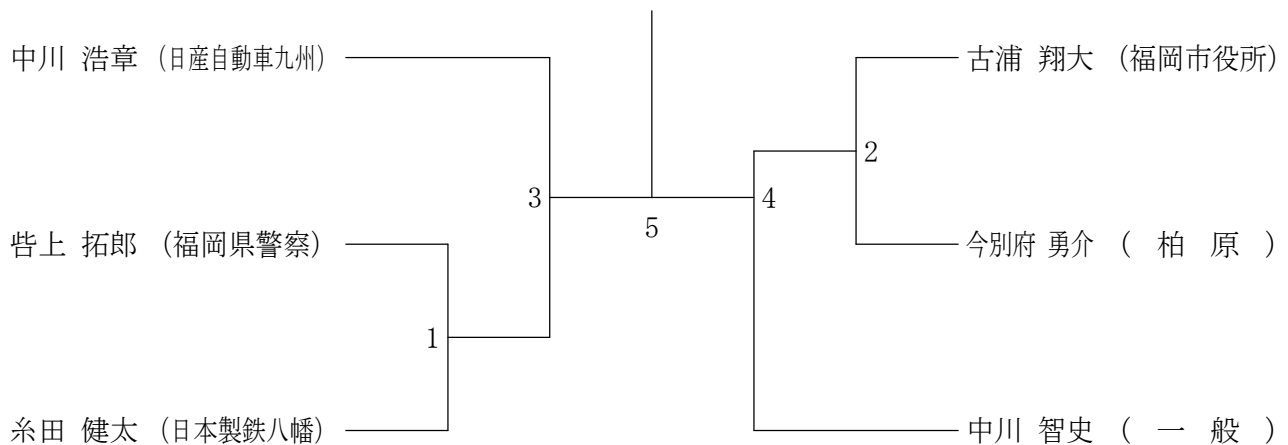 中川 浩章 (日産自動車九州)
古浦 翔大 (福岡市役所)
2
3
4
5
喾上 拓郎 (福岡県警察)
今別府 勇介 ( 柏 原 )
1
糸田 健太 (日本製鉄八幡)
中川 智史 ( 一 般 )